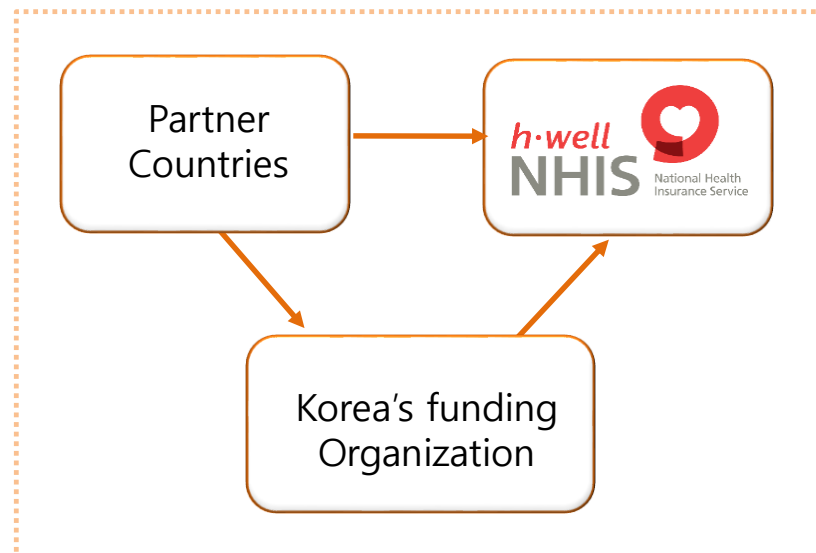 Partner
Countries
h·well
NHIS
National Health
Insurance Service
Korea’s funding
Organization